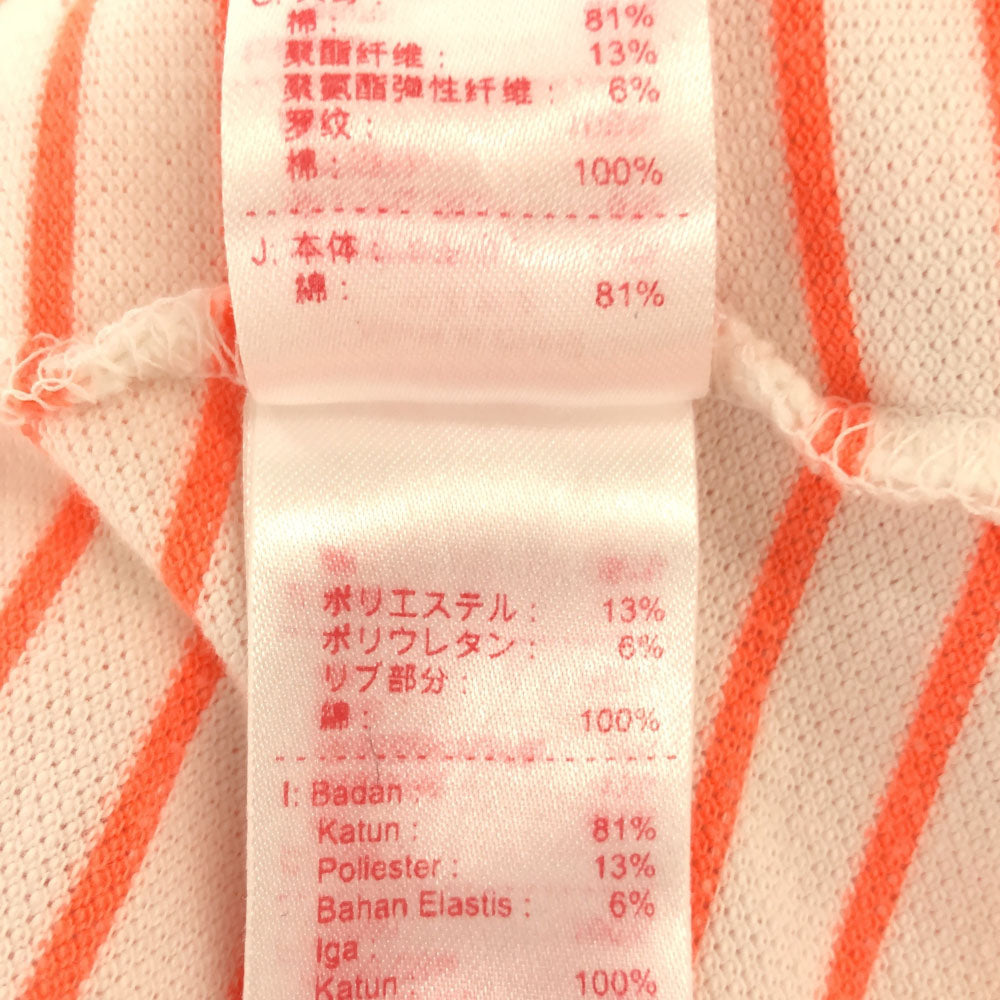 棉: 81%
聚酯纤维: 13%
聚氨酯弹性纤维: 6%
罗纹:
棉: 100%
J. 本体:
綿: 81%
ポリエステル: 13%
ポリウレタン: 6%
リブ部分:
綿: 100%
I: Badan:
Katun: 81%
Poliester: 13%
Bahan Elastis: 6%
Iga:
Katun: 100%